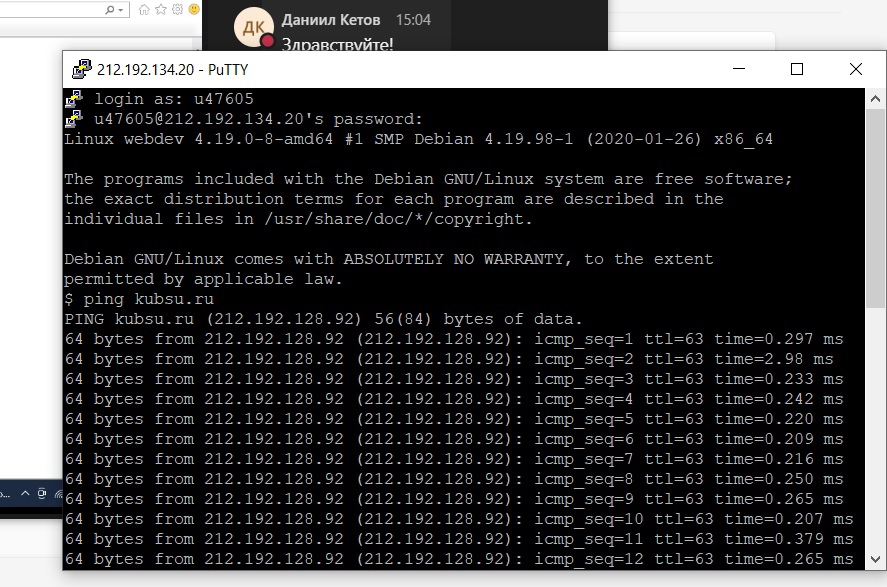 Даниил Кетов 15:04
ДК
Здравствуйте!
212.192.134.20 - PuTTY
login as: u47605
u47605@212.192.134.20's password:
Linux webdev 4.19.0-8-amd64 #1 SMP Debian 4.19.98-1 (2020-01-26) x86_64
The programs included with the Debian GNU/Linux system are free software;
the exact distribution terms for each program are described in the
individual files in /usr/share/doc/*/copyright.
Debian GNU/Linux comes with ABSOLUTELY NO WARRANTY, to the extent
permitted by applicable law.
$ ping kubsu.ru
PING kubsu.ru (212.192.128.92) 56(84) bytes of data.
64 bytes from 212.192.128.92 (212.192.128.92): icmp_seq=1 ttl=63 time=0.297 ms
64 bytes from 212.192.128.92 (212.192.128.92): icmp_seq=2 ttl=63 time=2.98 ms
64 bytes from 212.192.128.92 (212.192.128.92): icmp_seq=3 ttl=63 time=0.233 ms
64 bytes from 212.192.128.92 (212.192.128.92): icmp_seq=4 ttl=63 time=0.242 ms
64 bytes from 212.192.128.92 (212.192.128.92): icmp_seq=5 ttl=63 time=0.220 ms
64 bytes from 212.192.128.92 (212.192.128.92): icmp_seq=6 ttl=63 time=0.209 ms
64 bytes from 212.192.128.92 (212.192.128.92): icmp_seq=7 ttl=63 time=0.216 ms
64 bytes from 212.192.128.92 (212.192.128.92): icmp_seq=8 ttl=63 time=0.250 ms
64 bytes from 212.192.128.92 (212.192.128.92): icmp_seq=9 ttl=63 time=0.265 ms
64 bytes from 212.192.128.92 (212.192.128.92): icmp_seq=10 ttl=63 time=0.207 ms
64 bytes from 212.192.128.92 (212.192.128.92): icmp_seq=11 ttl=63 time=0.379 ms
64 bytes from 212.192.128.92 (212.192.128.92): icmp_seq=12 ttl=63 time=0.265 ms